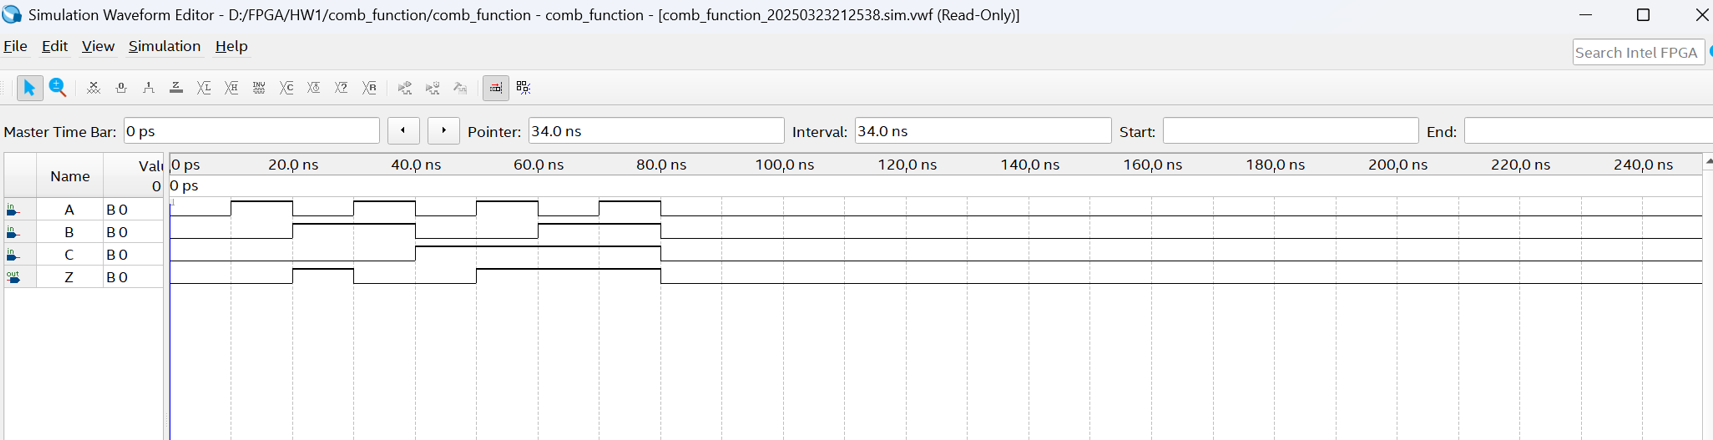 Simulation Waveform Editor - D:/FPGA/HW1/comb_function/comb_function - comb_function - [comb_function_20250323212538.sim.vwf (Read-Only)]
File Edit View Simulation Help
Search Intel FPGA
Master Time Bar: 0 ps Pointer: 34.0 ns Interval: 34.0 ns Start: End:
Name Valu 0
0 ps 20.0 ns 40.0 ns 60.0 ns 80.0 ns 100.0 ns 120.0 ns 140.0 ns 160.0 ns 180.0 ns 200.0 ns 220.0 ns 240.0 ns
0 ps
in A B 0
in B B 0
in C B 0
out Z B 0